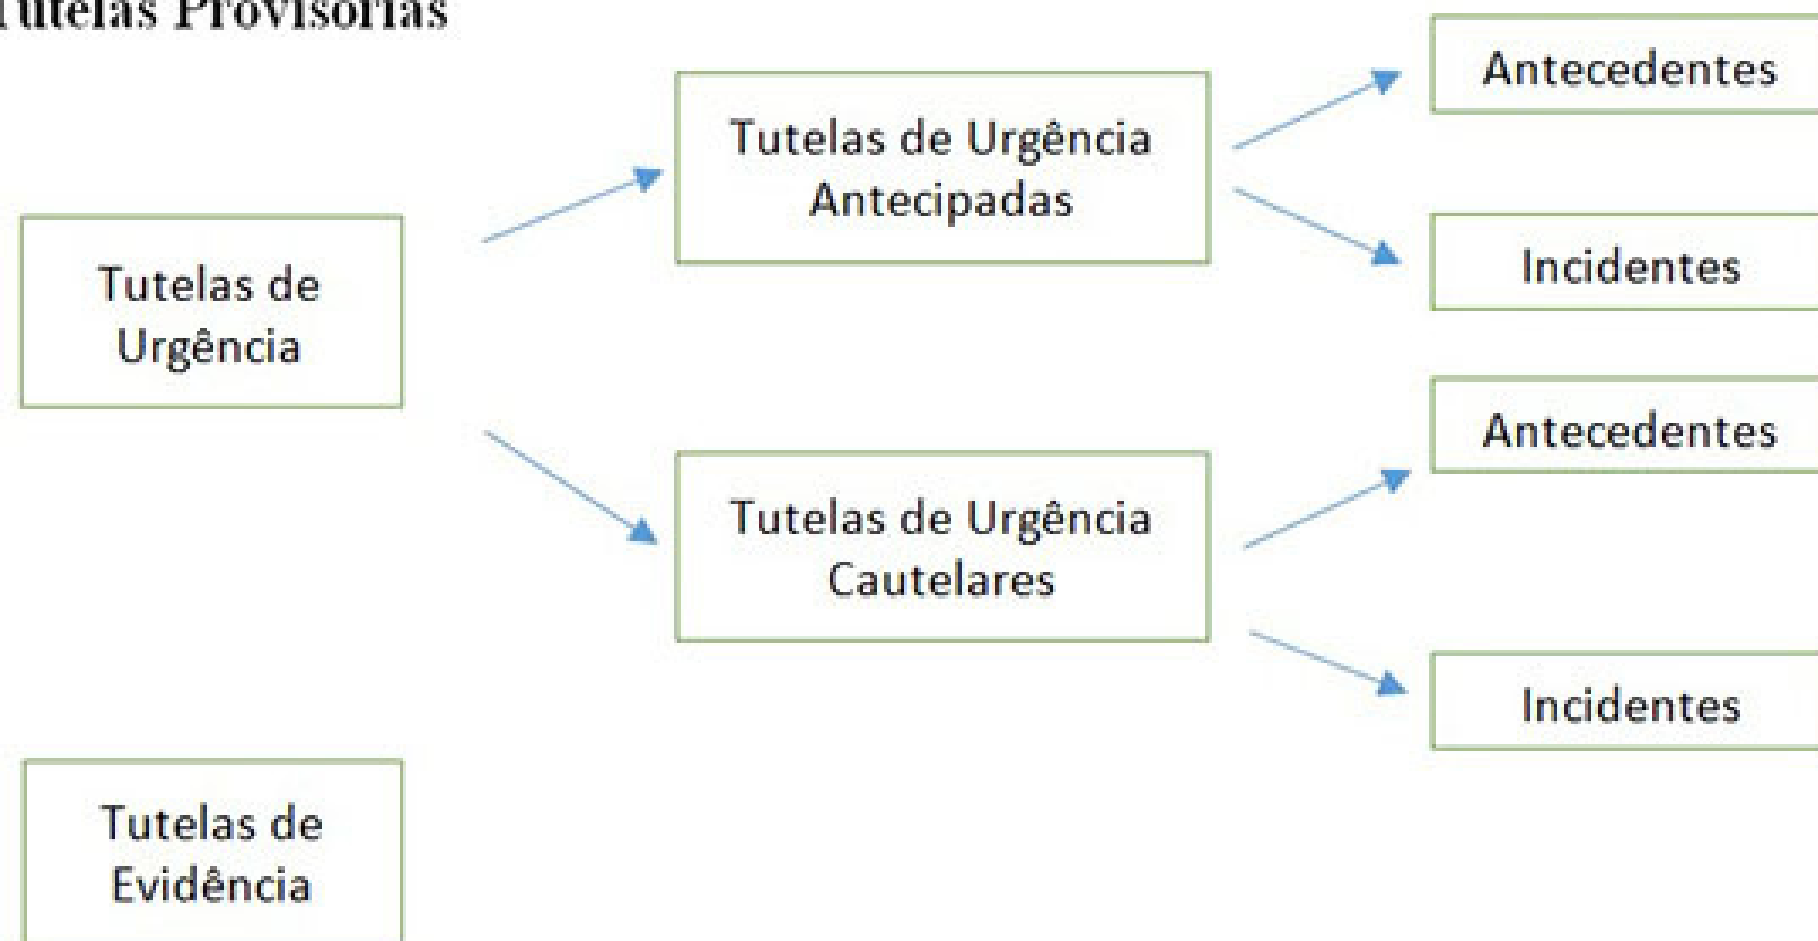 Tutelas Provisórias
Antecedentes
Tutelas de Urgência
Antecipadas
Incidentes
Tutelas de
Urgência
Antecedentes
Tutelas de Urgência
Cautelares
Incidentes
Tutelas de
Evidência